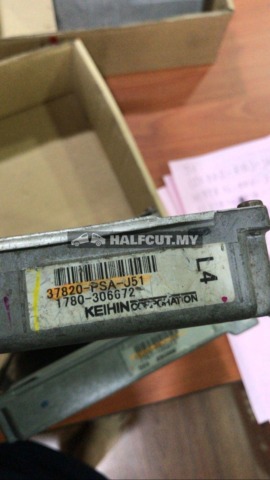 HALFCUT.MY
37820-PSA-J51
1780-306672
L4
KEIHIN CORPORATION